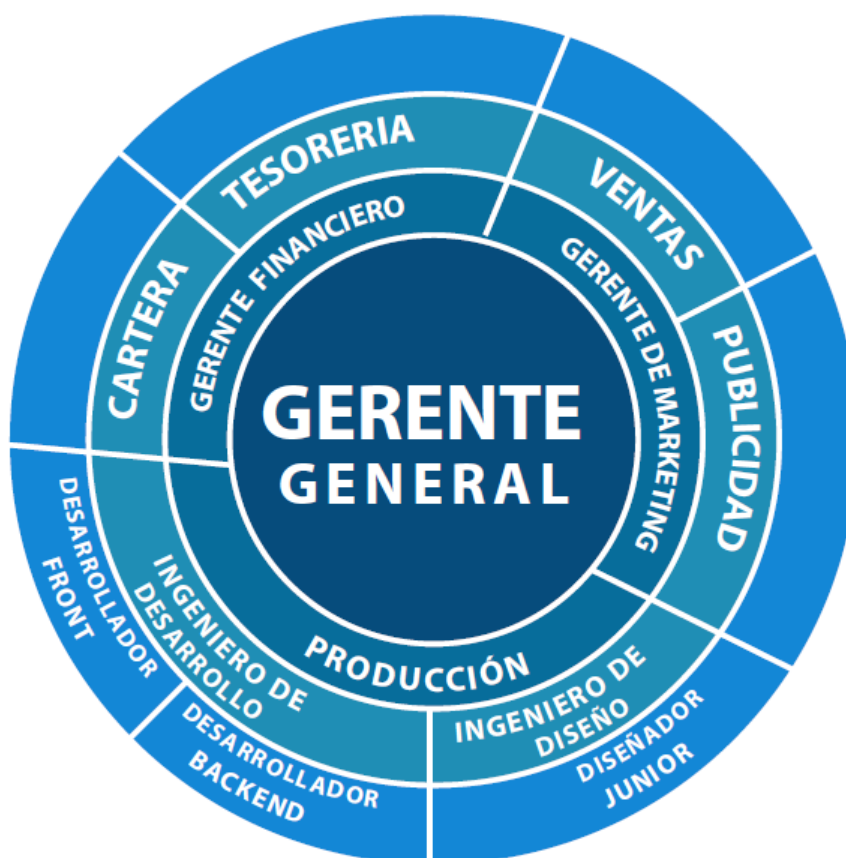 GERENTE
GENERAL
GERENTE FINANCIERO
GERENTE DE MARKETING
PRODUCCIÓN
TESORERIA
CARTERA
VENTAS
PUBLICIDAD
INGENIERO DE
DESARROLLO
INGENIERO DE
DISEÑO
DESARROLLADOR
FRONT
DESARROLLADOR
BACKEND
DISEÑADOR
JUNIOR